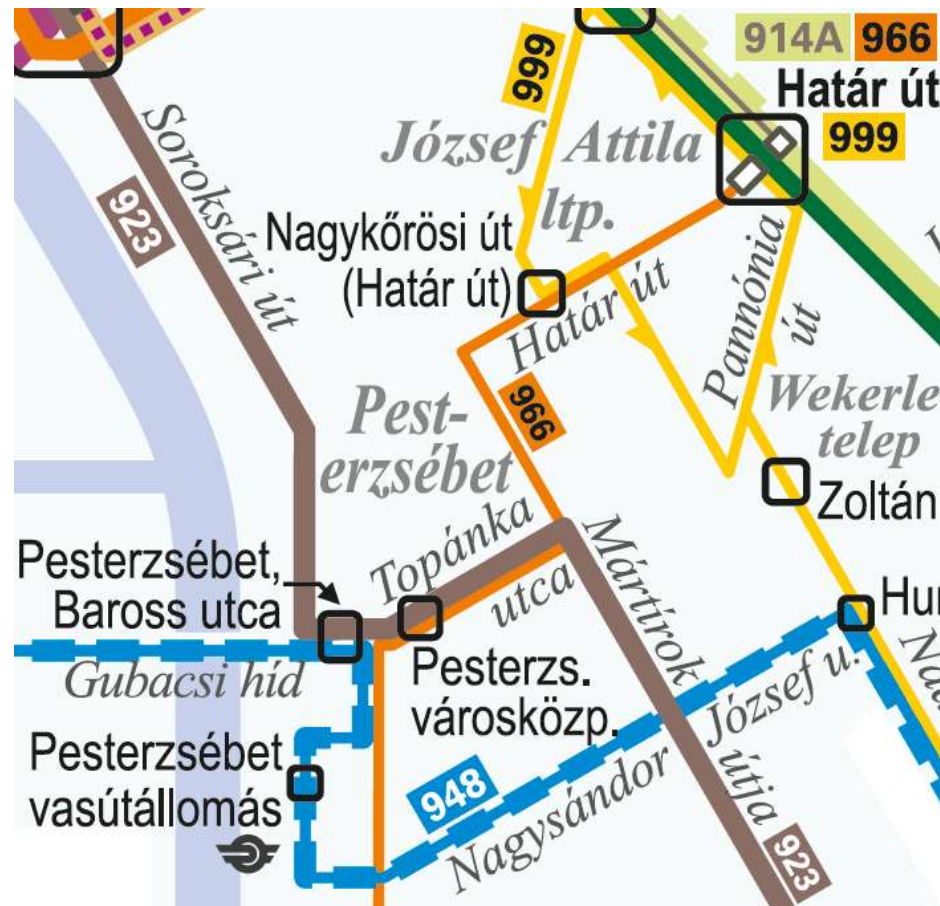 914A 966
Határ út
999
999
József Attila
ltp.
Soroksári út
923
Nagykőrösi út
(Határ út)
Határ út
Pannónia
út
966
Pest-
erzsébet
Wekerle
telep
Zoltán
Topánka
utca
Mártírok
útja
Pesterzsébet,
Baross utca
Hur
Gubacsi híd
Pesterzs.
városközp.
József u.
Nagysándor
Pesterzsébet
vasútállomás
948
923